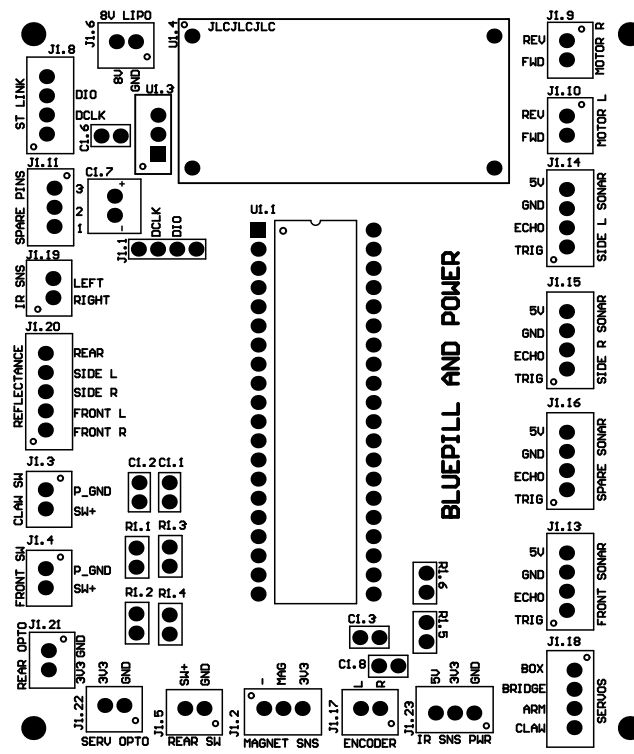 8V LIPO
J1.6
8V
GND
U1.4
JLCJLCJLC
J1.9
REV
FWD
MOTOR R
J1.8
ST LINK
DIO
DCLK
U1.3
C1.6
J1.10
REV
FWD
MOTOR L
J1.11
SPARE PINS
3
2
1
C1.7
+
-
J1.14
5V
GND
ECHO
TRIG
SIDE L SONAR
J1.1
DCLK
DIO
U1.1
J1.19
IR SNS
LEFT
RIGHT
BLUEPILL AND POWER
J1.15
5V
GND
ECHO
TRIG
SIDE R SONAR
J1.20
REFLECTANCE
REAR
SIDE L
SIDE R
FRONT L
FRONT R
J1.16
5V
GND
ECHO
TRIG
SPARE SONAR
J1.3
CLAW SW
P_GND
SW+
C1.2
C1.1
J1.4
FRONT SW
P_GND
SW+
R1.1
R1.3
R1.2
R1.4
R1.6
R1.5
J1.13
5V
GND
ECHO
TRIG
FRONT SONAR
J1.21
REAR OPTO
GND
3V3
C1.3
C1.8
J1.18
BOX
BRIDGE
ARM
CLAW
SERVOS
J1.22
3V3
GND
SERV OPTO
J1.5
SW+
GND
REAR SW
J1.2
-
MAG
3V3
MAGNET SNS
J1.17
L
R
ENCODER
J1.23
5V
3V3
GND
IR SNS PWR